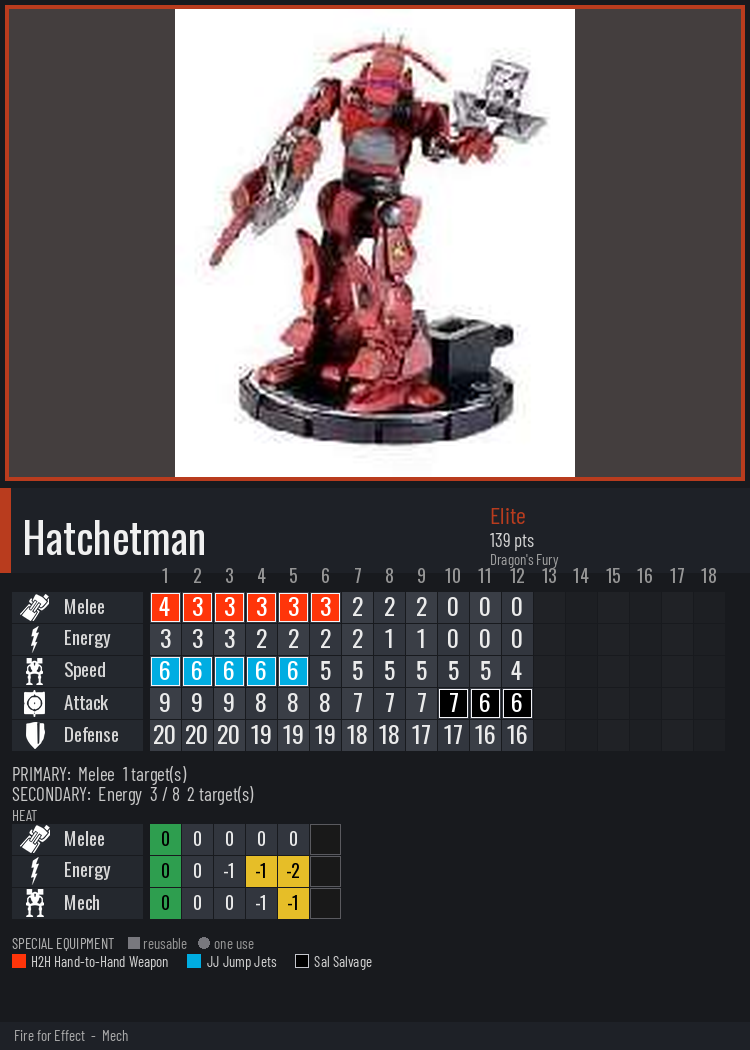 Hatchetman
Elite
139 pts
Dragon's Fury
1 2 3 4 5 6 7 8 9 10 11 12 13 14 15 16 17 18
Melee 4 3 3 3 3 3 2 2 2 0 0 0
Energy 3 3 3 2 2 2 2 1 1 0 0 0
Speed 6 6 6 6 6 5 5 5 5 5 5 4
Attack 9 9 9 8 8 8 7 7 7 7 6 6
Defense 20 20 20 19 19 19 18 18 17 17 16 16
PRIMARY: Melee 1 target(s)
SECONDARY: Energy 3 / 8 2 target(s)
HEAT
Melee 0 0 0 0 0
Energy 0 0 -1 -1 -2
Mech 0 0 0 -1 -1
SPECIAL EQUIPMENT reusable one use
H2H Hand-to-Hand Weapon JJ Jump Jets Sal Salvage
Fire for Effect - Mech